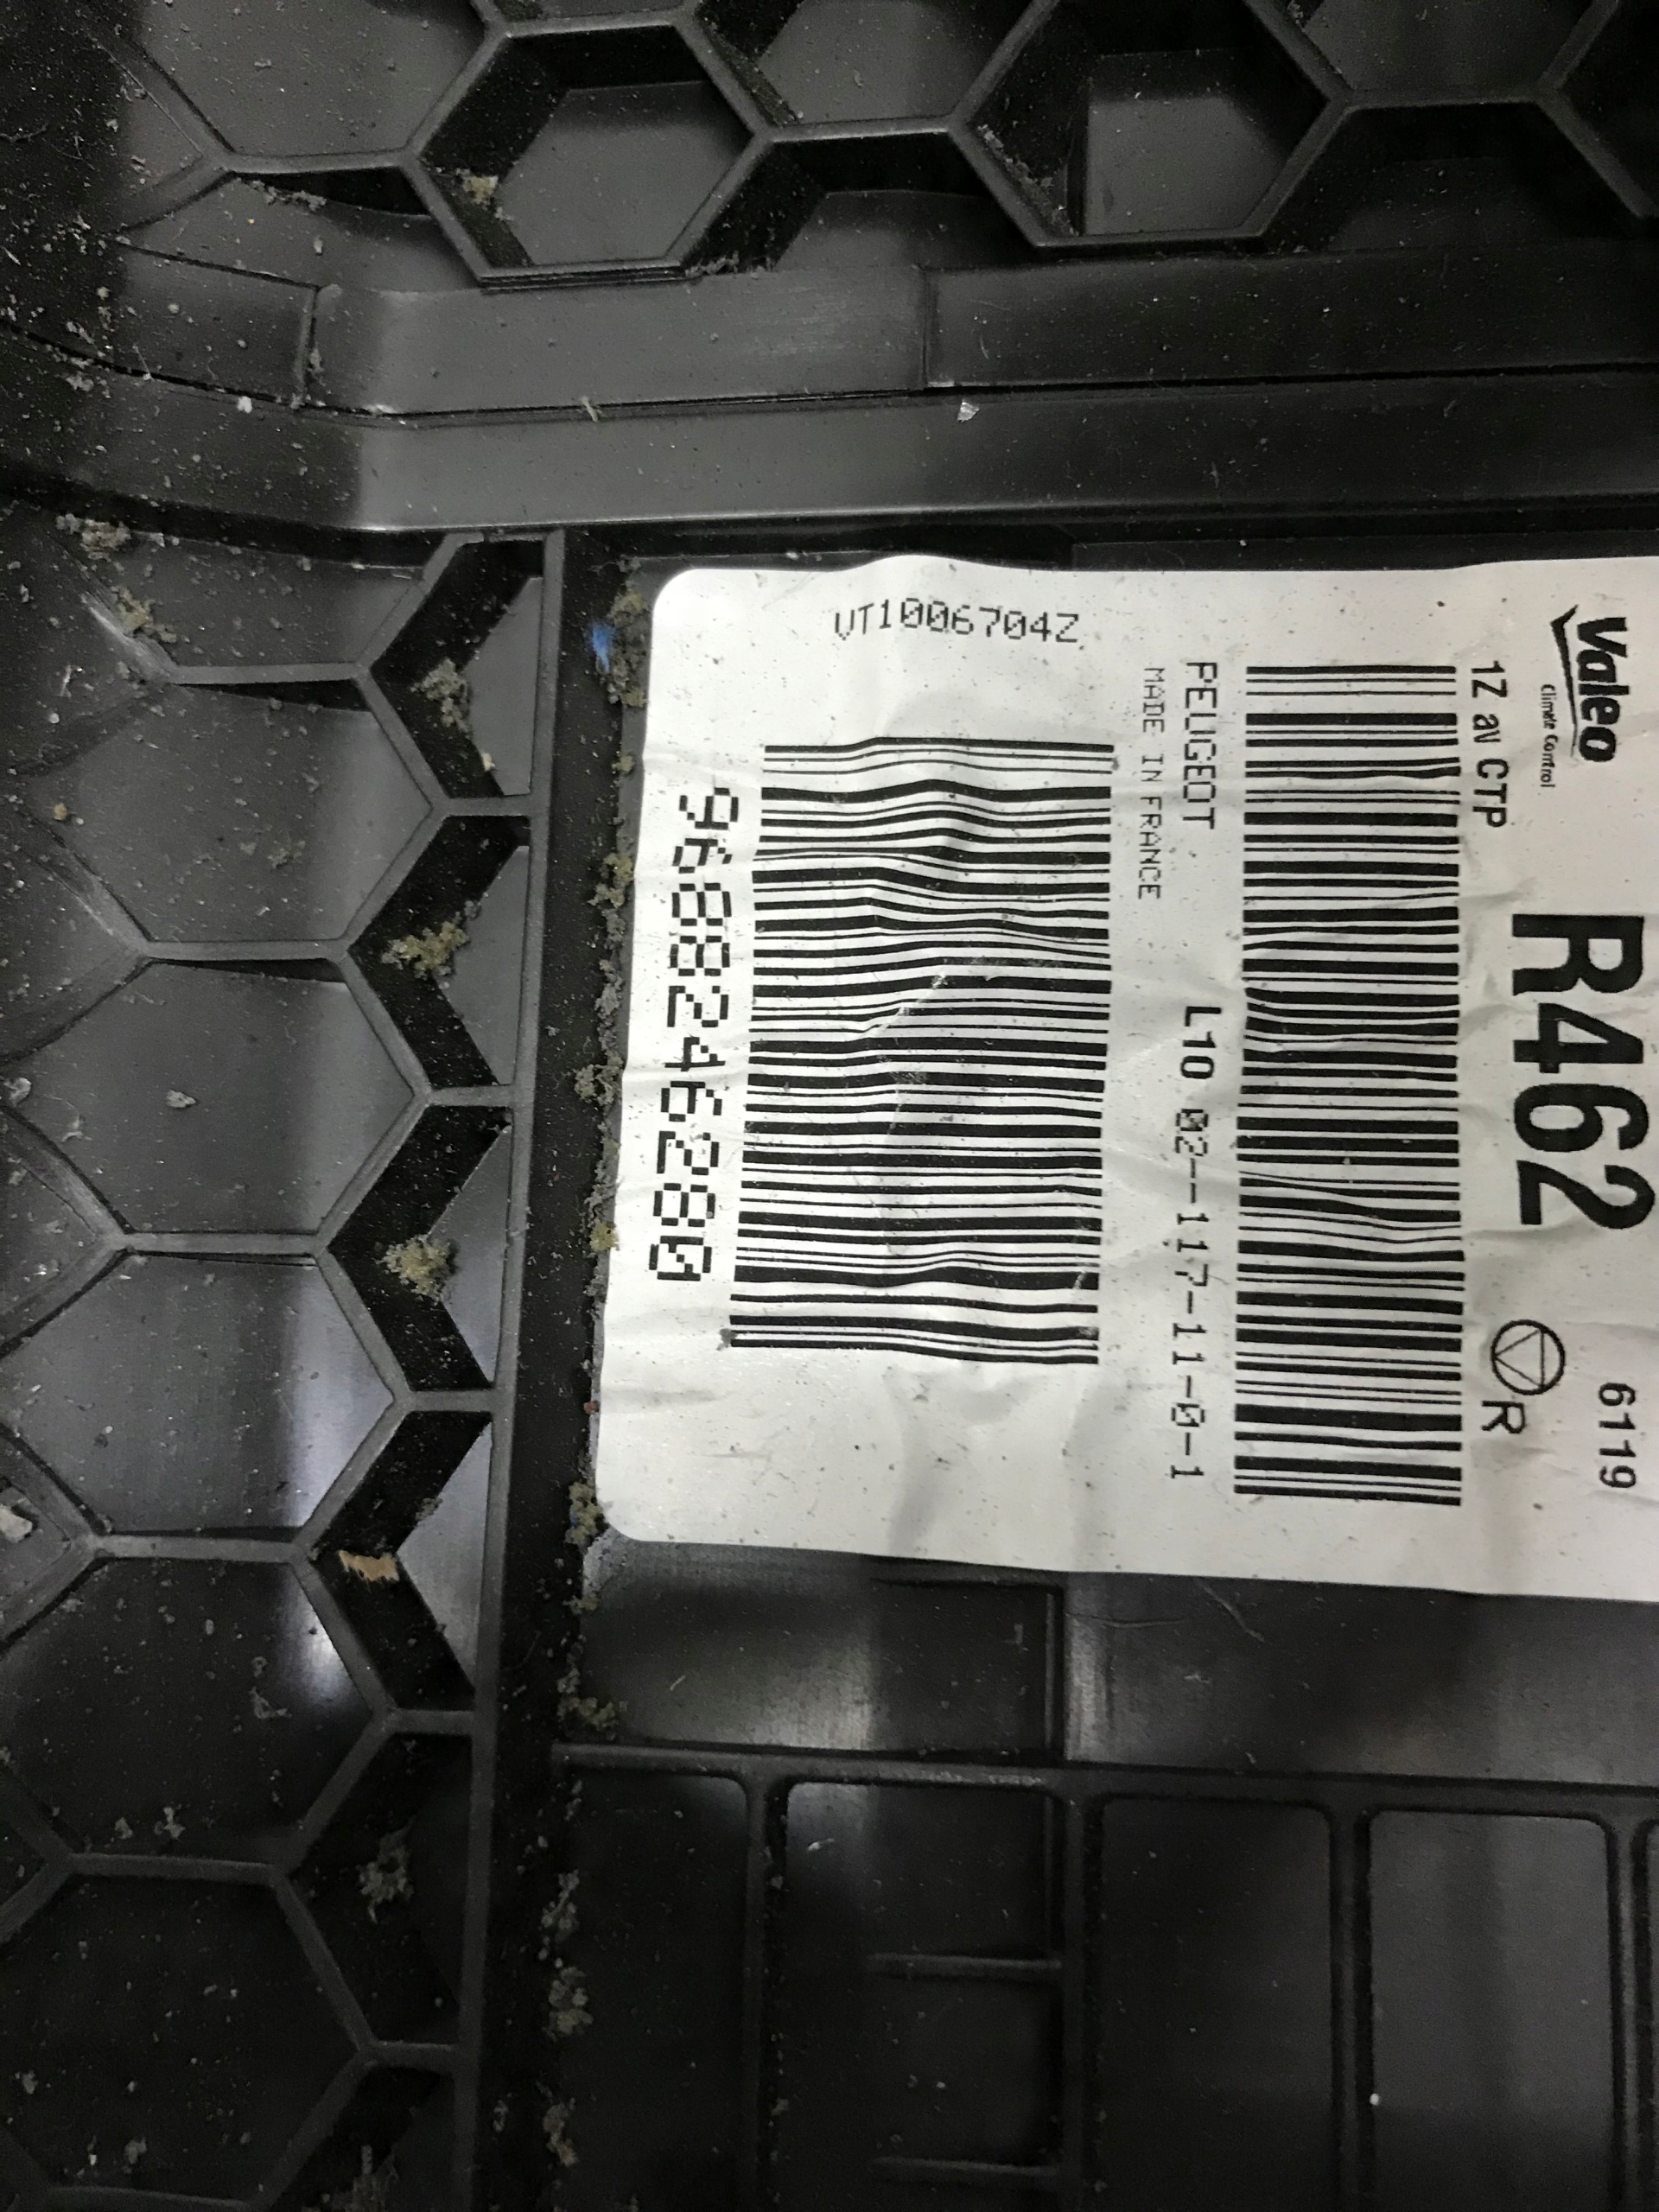 Valeo
Climate Control
R462
6119
1Z av CTP
R
PEUGEOT
L10 02--117-11-0-1
MADE IN FRANCE
VT1006704Z
9688246280